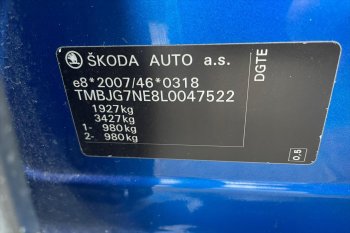 ŠKODA AUTO a.s.
e8*2007/46*0318
TMBJG7NE8L0047522
1927kg
3427kg
1- 980kg
2- 980kg
DGTE
0.5